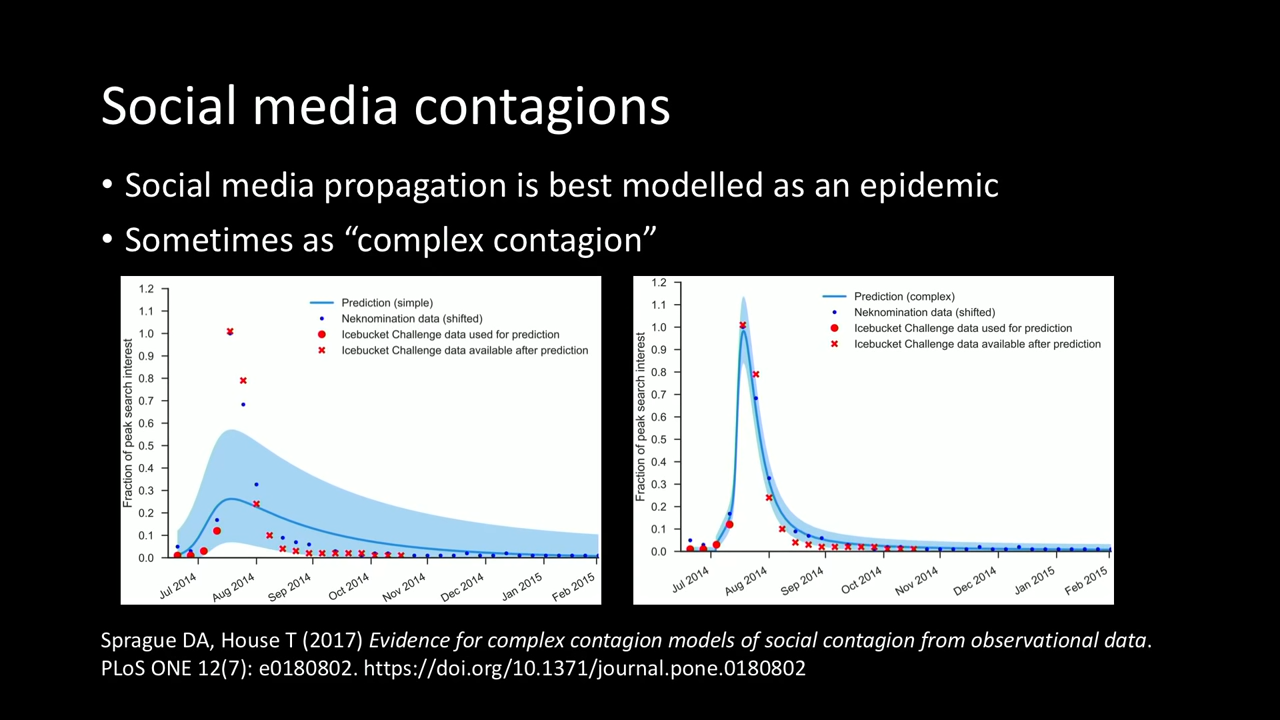 Social media contagions
• Social media propagation is best modelled as an epidemic
• Sometimes as “complex contagion”
Fraction of peak search interest
1.2
1.1
1.0
0.9
0.8
0.7
0.6
0.5
0.4
0.3
0.2
0.1
0.0
Prediction (simple)
Neknomination data (shifted)
Icebucket Challenge data used for prediction
Icebucket Challenge data available after prediction
Jul 2014
Aug 2014
Sep 2014
Oct 2014
Nov 2014
Dec 2014
Jan 2015
Feb 2015
Fraction of peak search interest
1.2
1.1
1.0
0.9
0.8
0.7
0.6
0.5
0.4
0.3
0.2
0.1
0.0
Prediction (complex)
Neknomination data (shifted)
Icebucket Challenge data used for prediction
Icebucket Challenge data available after prediction
Jul 2014
Aug 2014
Sep 2014
Oct 2014
Nov 2014
Dec 2014
Jan 2015
Feb 2015
Sprague DA, House T (2017) Evidence for complex contagion models of social contagion from observational data.
PLoS ONE 12(7): e0180802. https://doi.org/10.1371/journal.pone.0180802